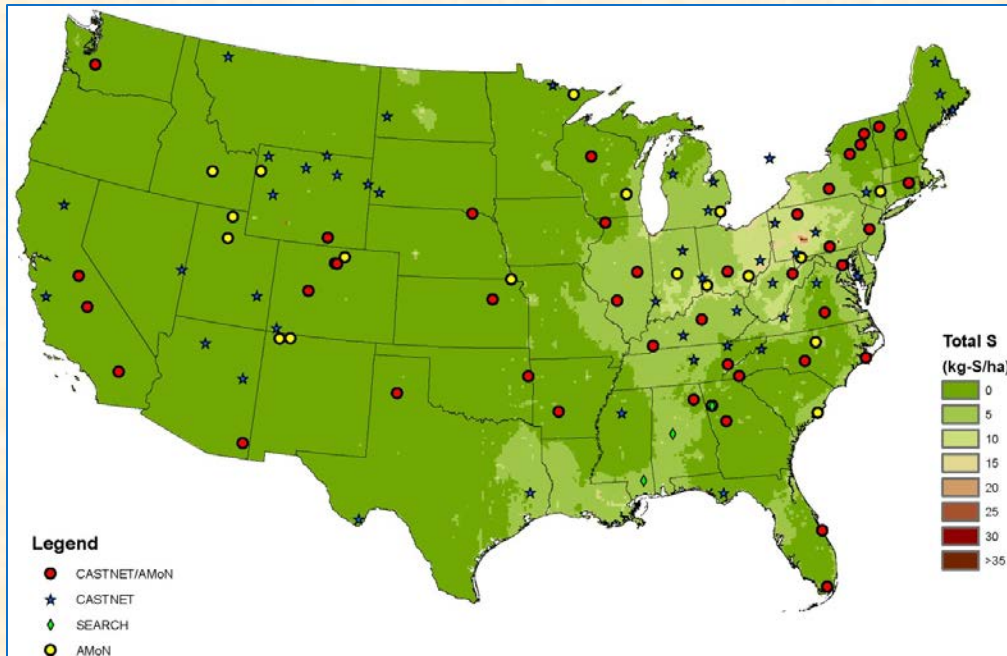 Total S
(kg-S/ha)
0
5
10
15
20
25
30
>35
Legend
CASTNET/AMoN
CASTNET
SEARCH
AMoN